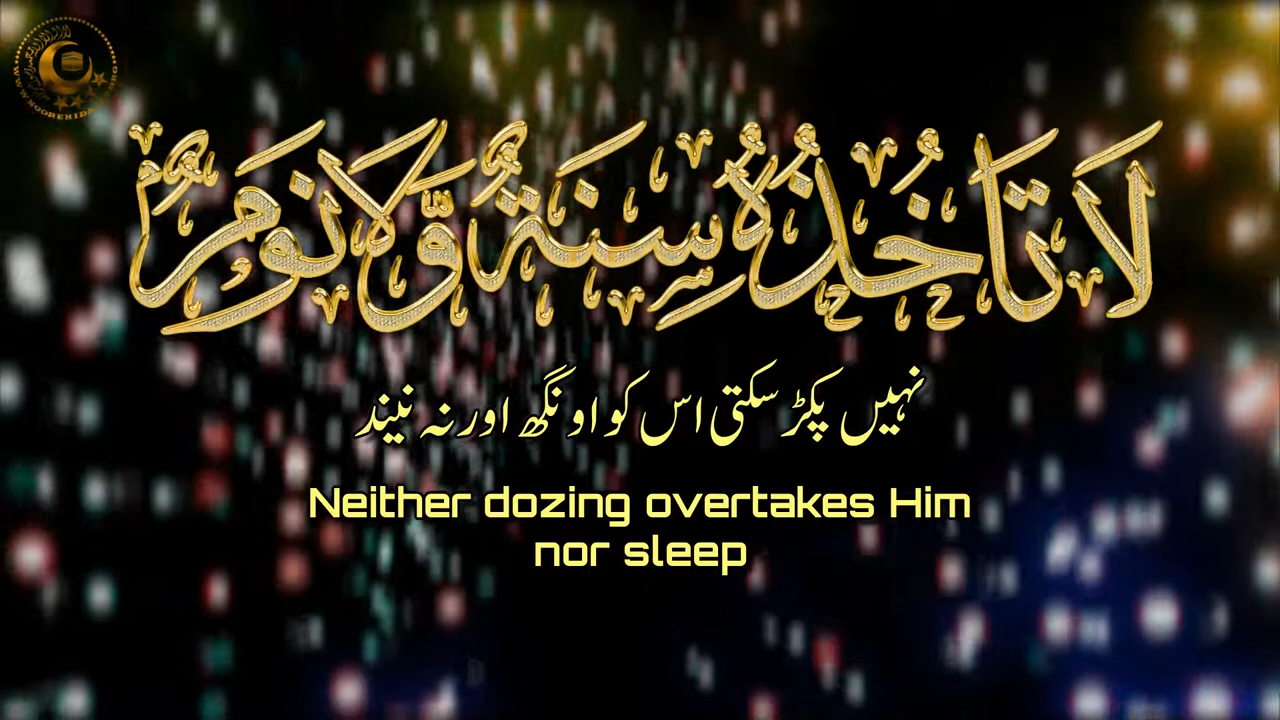 لَا تَاْخُذُهٗ سِنَةٌ وَّلَا نَوْمٌ
نہیں پکڑ سکتی اس کو اونگھ اور نہ نیند
Neither dozing overtakes Him
nor sleep